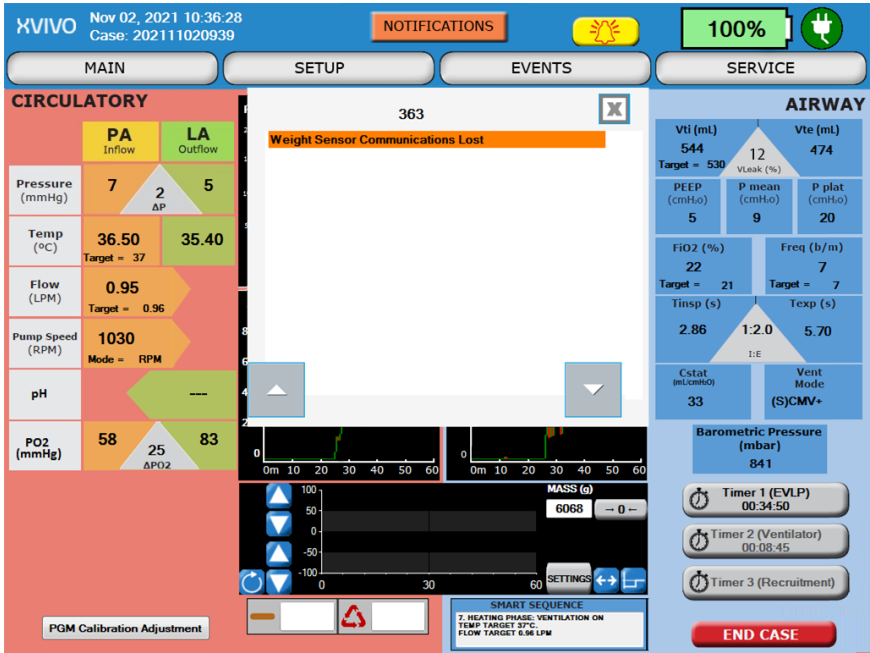 XVIVO
Nov 02, 2021 10:36:28
Case: 202111020939
NOTIFICATIONS
100%
MAIN
SETUP
EVENTS
SERVICE
CIRCULATORY
PA
Inflow
LA
Outflow
Pressure
(mmHg)
7
2
ΔP
5
Temp
(ºC)
36.50
Target = 37
35.40
Flow
(LPM)
0.95
Target = 0.96
Pump Speed
(RPM)
1030
Mode = RPM
pH
---
PO2
(mmHg)
58
25
ΔPO2
83
PGM Calibration Adjustment
363
X
Weight Sensor Communications Lost
8
6
4
2
0
0m 10 20 30 40 50 60
0
0m 10 20 30 40 50 60
100
50
0
-50
-100
0 30 60
MASS (g)
6068
→ 0 ←
SETTINGS
SMART SEQUENCE
7. HEATING PHASE: VENTILATION ON
TEMP TARGET 37°C.
FLOW TARGET 0.96 LPM
AIRWAY
Vti (mL)
544
Target = 530
12
VLeak (%)
Vte (mL)
474
PEEP
(cmH₂o)
5
P mean
(cmH₂o)
9
P plat
(cmH₂o)
20
FiO2 (%)
22
Target = 21
Freq (b/m)
7
Target = 7
Tinsp (s)
2.86
1:2.0
I:E
Texp (s)
5.70
Cstat
(mL/cmH2O)
33
Vent
Mode
(S)CMV+
Barometric Pressure
(mbar)
841
Timer 1 (EVLP)
00:34:50
Timer 2 (Ventilator)
00:08:45
Timer 3 (Recruitment)
END CASE